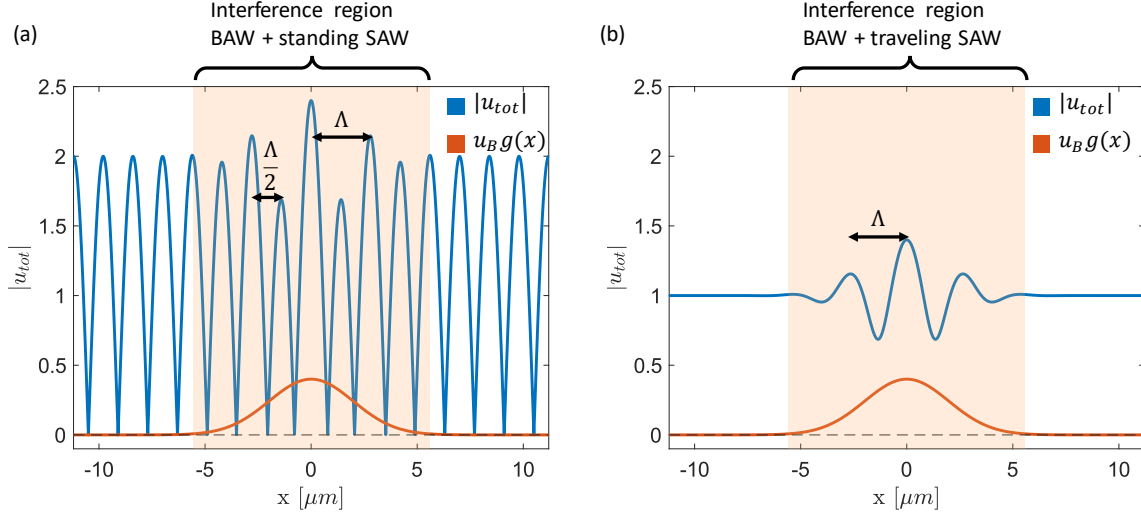 (a)
Interference region
BAW + standing SAW
|u_tot|
2.5
2
1.5
1
0.5
0
-10
-5
0
5
10
x [μm]
|u_tot|
u_B g(x)
Λ
Λ/2
(b)
Interference region
BAW + traveling SAW
|u_tot|
2.5
2
1.5
1
0.5
0
-10
-5
0
5
10
x [μm]
|u_tot|
u_B g(x)
Λ